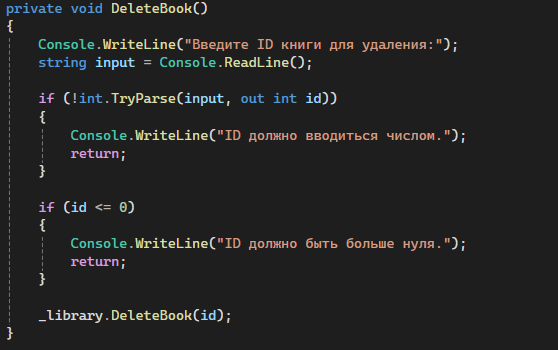 private void DeleteBook()
{
Console.WriteLine("Введите ID книги для удаления:");
string input = Console.ReadLine();
if (!int.TryParse(input, out int id))
{
Console.WriteLine("ID должно вводиться числом.");
return;
}
if (id <= 0)
{
Console.WriteLine("ID должно быть больше нуля.");
return;
}
_library.DeleteBook(id);
}